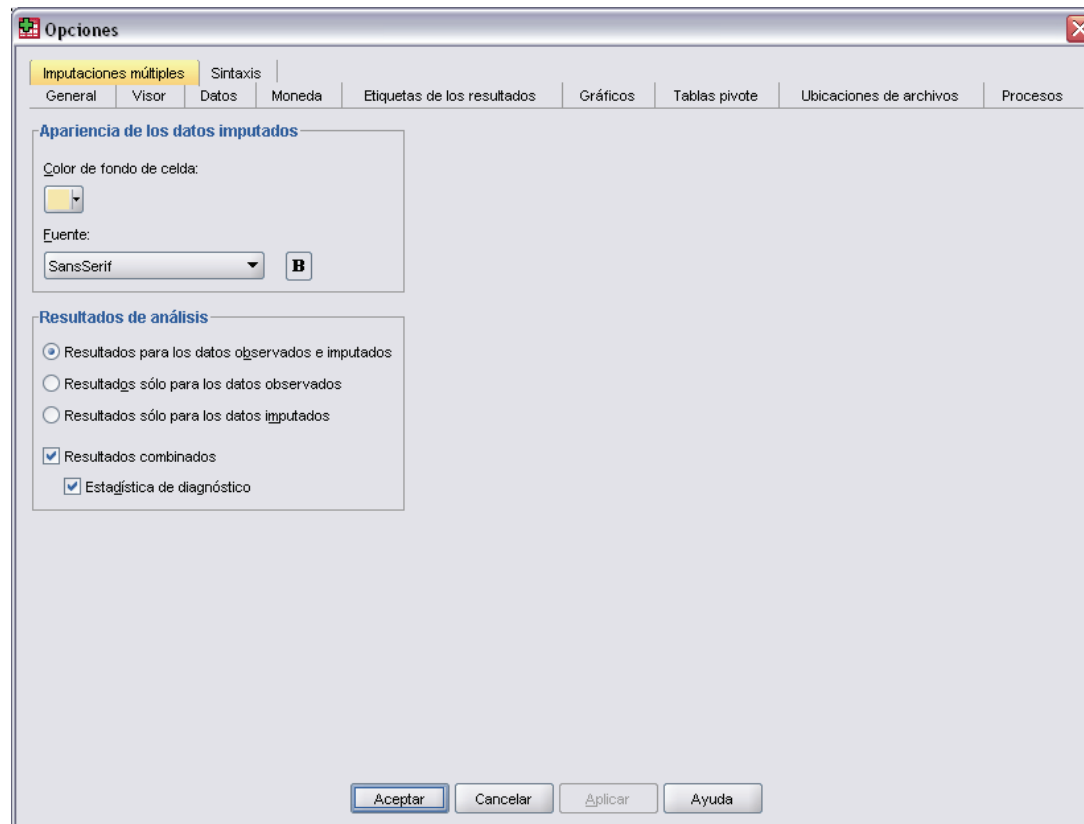 Opciones
Imputaciones múltiples Sintaxis
General Visor Datos Moneda Etiquetas de los resultados Gráficos Tablas pivote Ubicaciones de archivos Procesos
Apariencia de los datos imputados
Color de fondo de celda:
Fuente:
SansSerif B
Resultados de análisis
Resultados para los datos observados e imputados
Resultados sólo para los datos observados
Resultados sólo para los datos imputados
Resultados combinados
Estadística de diagnóstico
Aceptar Cancelar Aplicar Ayuda